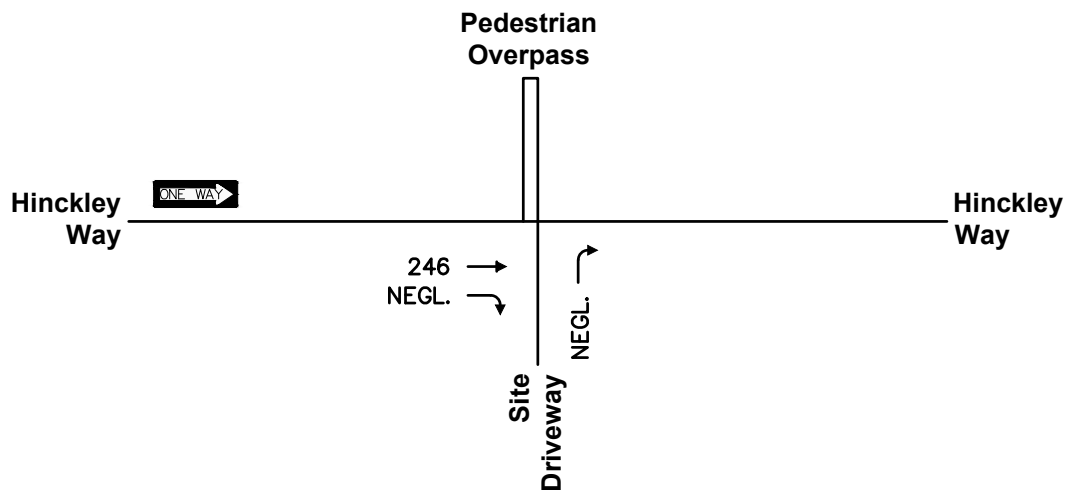 Pedestrian
Overpass
ONE WAY
Hinckley
Way
Hinckley
Way
246
NEGL.
NEGL.
Site
Driveway